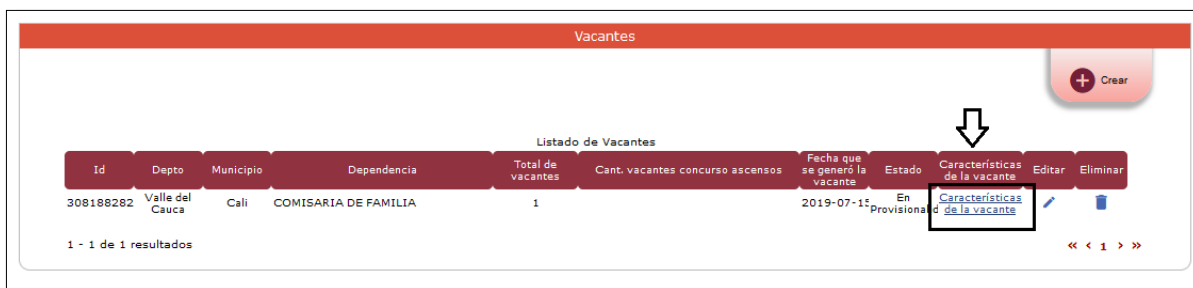 Vacantes
Crear
Listado de Vacantes
Id Depto Municipio Dependencia Total de vacantes Cant. vacantes concurso ascensos Fecha que se generó la vacante Estado Características de la vacante Editar Eliminar
308188282 Valle del Cauca Cali COMISARIA DE FAMILIA 1 2019-07-15 En Provisionalid Características de la vacante
1 - 1 de 1 resultados « ‹ 1 › »